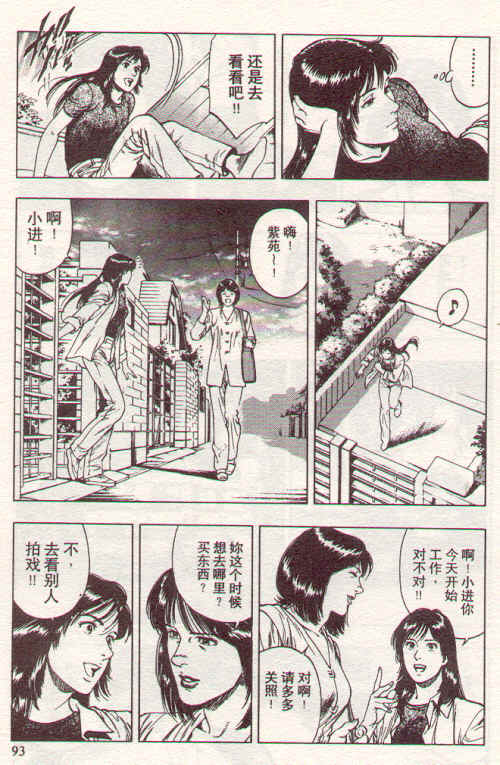 ………
还是去
看看吧!!
嗨!
紫苑～!
啊!
小进!
啊!小进你
今天开始
工作，
对不对!!
对啊!
请多多
关照!
妳这个时候
想去哪里?
买东西?
不，
去看别人
拍戏!!
93